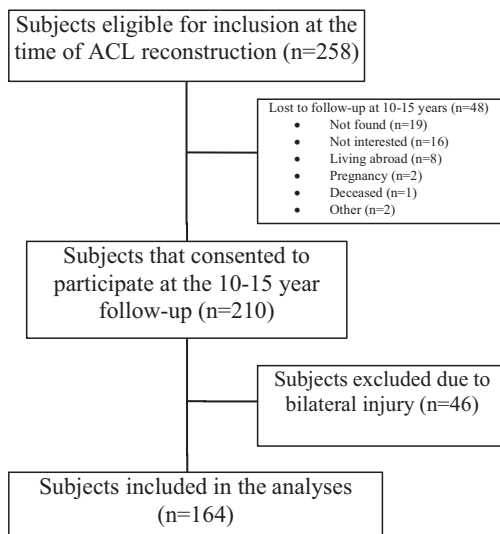 Subjects eligible for inclusion at the
time of ACL reconstruction (n=258)
Lost to follow-up at 10-15 years (n=48)
• Not found (n=19)
• Not interested (n=16)
• Living abroad (n=8)
• Pregnancy (n=2)
• Deceased (n=1)
• Other (n=2)
Subjects that consented to
participate at the 10-15 year
follow-up (n=210)
Subjects excluded due to
bilateral injury (n=46)
Subjects included in the analyses
(n=164)